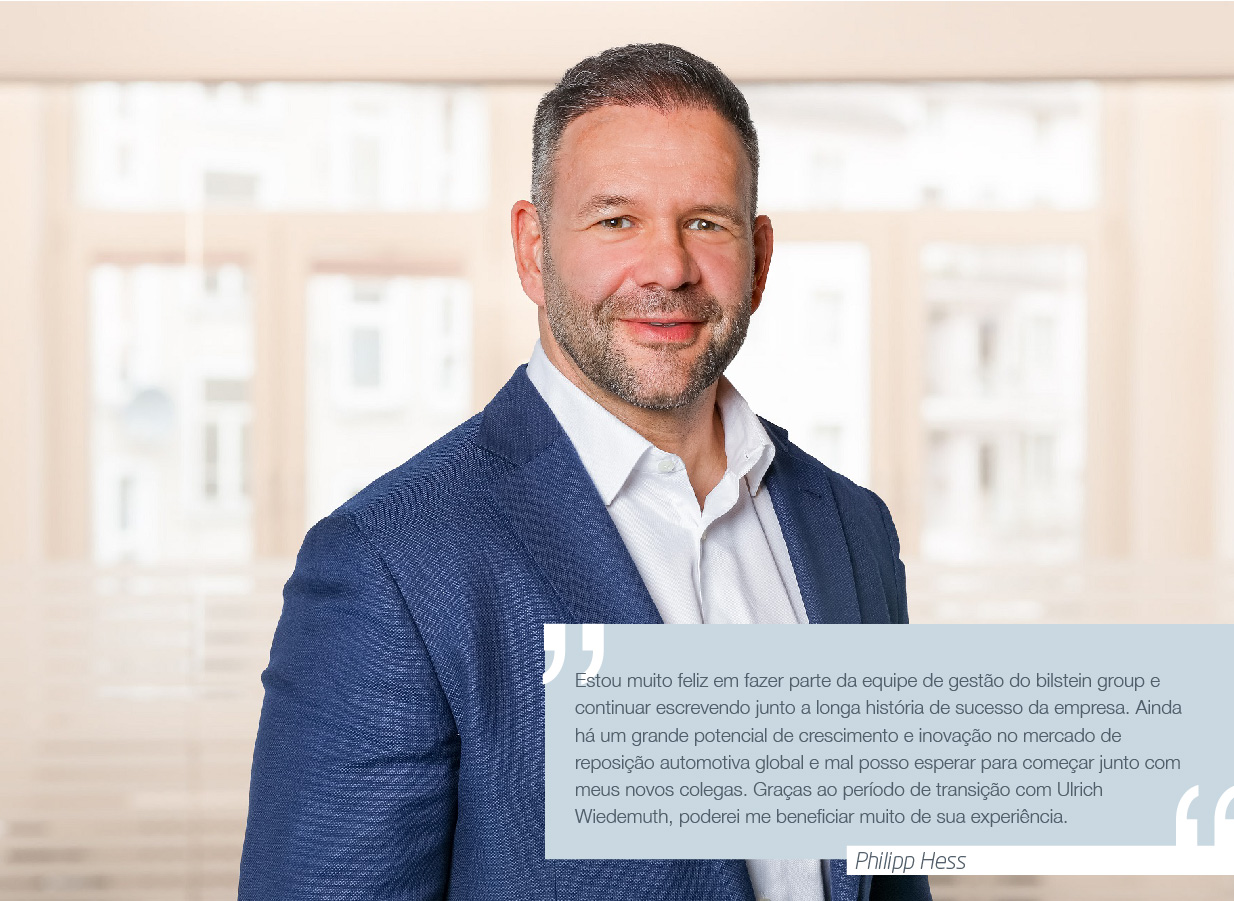 Estou muito feliz em fazer parte da equipe de gestão do bilstein group e
continuar escrevendo junto a longa história de sucesso da empresa. Ainda
há um grande potencial de crescimento e inovação no mercado de
reposição automotiva global e mal posso esperar para começar junto com
meus novos colegas. Graças ao período de transição com Ulrich
Wiedemuth, poderei me beneficiar muito de sua experiência.
Philipp Hess